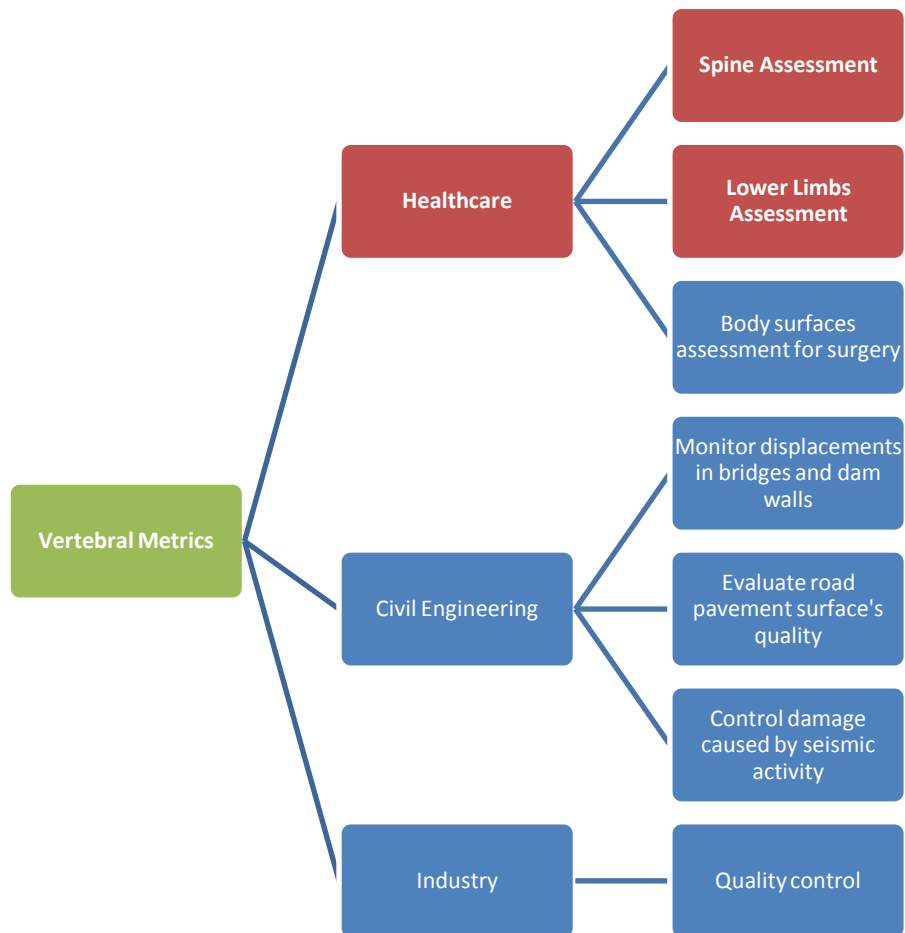 Spine Assessment
Healthcare
Lower Limbs
Assessment
Body surfaces
assessment for surgery
Vertebral Metrics
Monitor displacements
in bridges and dam
walls
Civil Engineering
Evaluate road
pavement surface's
quality
Control damage
caused by seismic
activity
Industry
Quality control